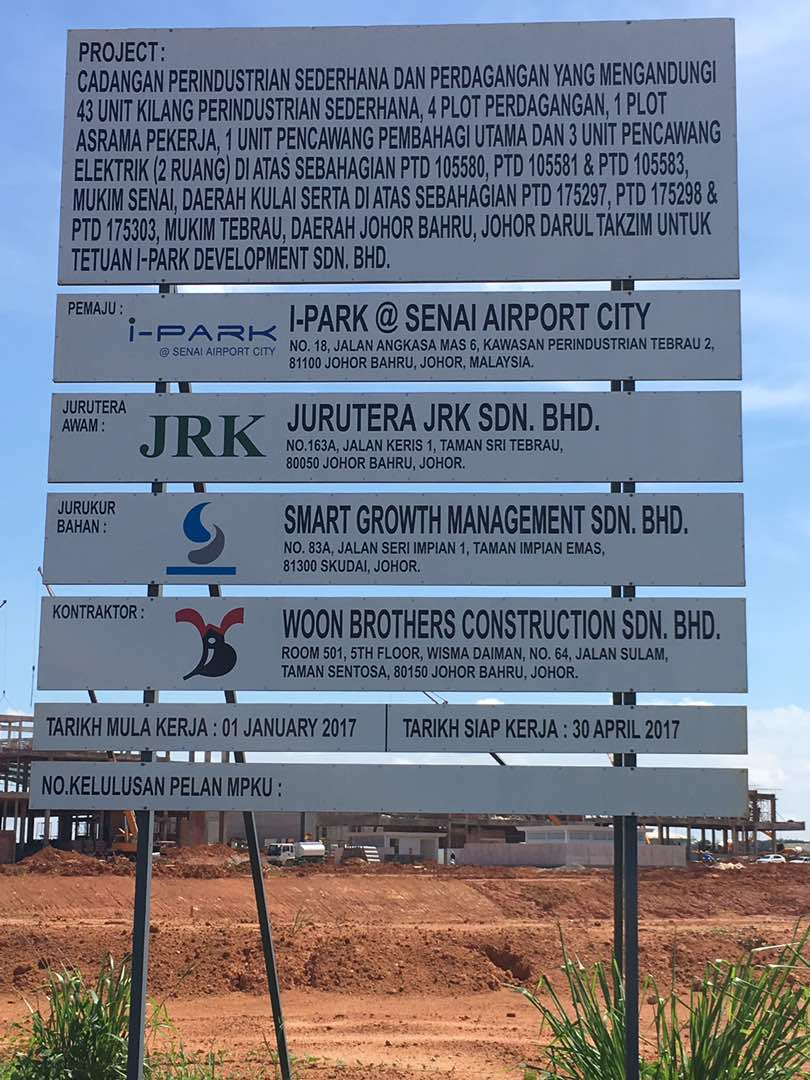 PROJECT:
CADANGAN PERINDUSTRIAN SEDERHANA DAN PERDAGANGAN YANG MENGANDUNGI
43 UNIT KILANG PERINDUSTRIAN SEDERHANA, 4 PLOT PERDAGANGAN, 1 PLOT
ASRAMA PEKERJA, 1 UNIT PENCAWANG PEMBAHAGI UTAMA DAN 3 UNIT PENCAWANG
ELEKTRIK (2 RUANG) DI ATAS SEBAHAGIAN PTD 105580, PTD 105581 & PTD 105583,
MUKIM SENAI, DAERAH KULAI SERTA DI ATAS SEBAHAGIAN PTD 175297, PTD 175298 &
PTD 175303, MUKIM TEBRAU, DAERAH JOHOR BAHRU, JOHOR DARUL TAKZIM UNTUK
TETUAN I-PARK DEVELOPMENT SDN. BHD.
PEMAJU :
i-PARK
@ SENAI AIRPORT CITY
I-PARK @ SENAI AIRPORT CITY
NO. 18, JALAN ANGKASA MAS 6, KAWASAN PERINDUSTRIAN TEBRAU 2,
81100 JOHOR BAHRU, JOHOR, MALAYSIA.
JURUTERA
AWAM :
JRK
JURUTERA JRK SDN. BHD.
NO.163A, JALAN KERIS 1, TAMAN SRI TEBRAU,
80050 JOHOR BAHRU, JOHOR.
JURUKUR
BAHAN :
SMART GROWTH MANAGEMENT SDN. BHD.
NO. 83A, JALAN SERI IMPIAN 1, TAMAN IMPIAN EMAS,
81300 SKUDAI, JOHOR.
KONTRAKTOR :
WOON BROTHERS CONSTRUCTION SDN. BHD.
ROOM 501, 5TH FLOOR, WISMA DAIMAN, NO. 64, JALAN SULAM,
TAMAN SENTOSA, 80150 JOHOR BAHRU, JOHOR.
TARIKH MULA KERJA : 01 JANUARY 2017
TARIKH SIAP KERJA : 30 APRIL 2017
NO.KELULUSAN PELAN MPKU :